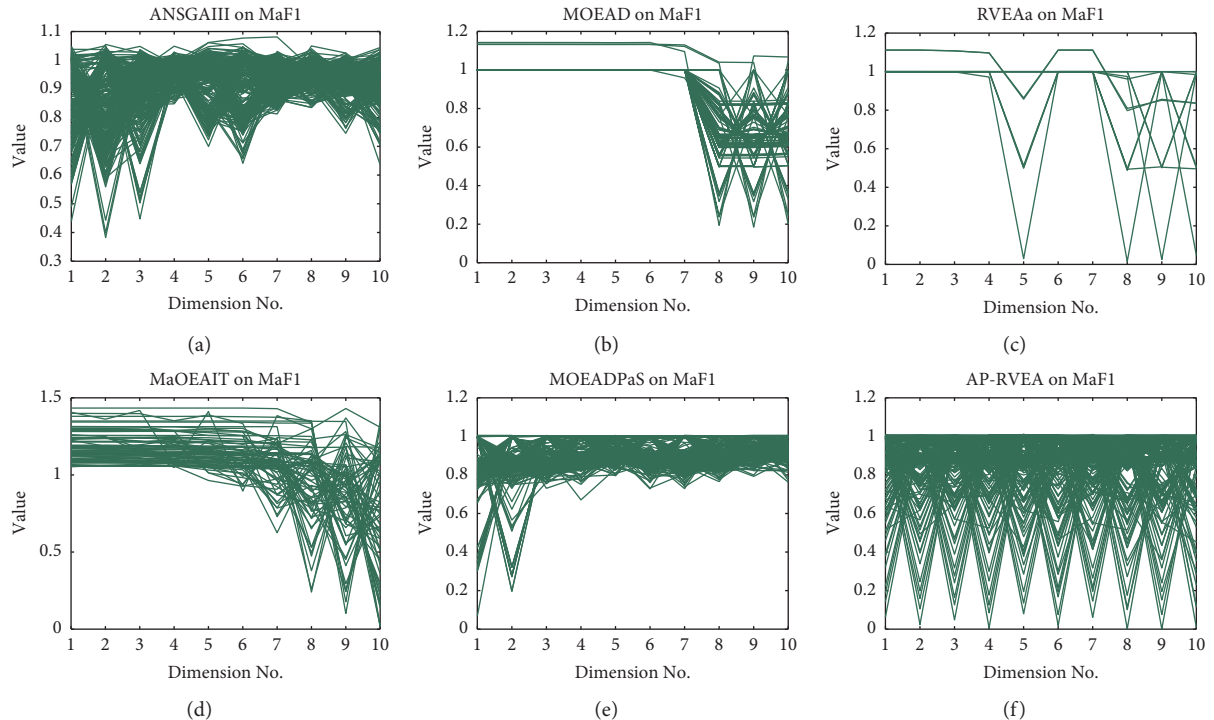 ANSGAIII on MaF1
1.1
1
0.9
0.8
0.7
0.6
0.5
0.4
0.3
Value
1 2 3 4 5 6 7 8 9 10
Dimension No.
(a)
MOEAD on MaF1
1.2
1
0.8
0.6
0.4
0.2
0
Value
1 2 3 4 5 6 7 8 9 10
Dimension No.
(b)
RVEAa on MaF1
1.2
1
0.8
0.6
0.4
0.2
0
Value
1 2 3 4 5 6 7 8 9 10
Dimension No.
(c)
MaOEAIT on MaF1
1.5
1
0.5
0
Value
1 2 3 4 5 6 7 8 9 10
Dimension No.
(d)
MOEADPaS on MaF1
1.2
1
0.8
0.6
0.4
0.2
0
Value
1 2 3 4 5 6 7 8 9 10
Dimension No.
(e)
AP-RVEA on MaF1
1.2
1
0.8
0.6
0.4
0.2
0
Value
1 2 3 4 5 6 7 8 9 10
Dimension No.
(f)